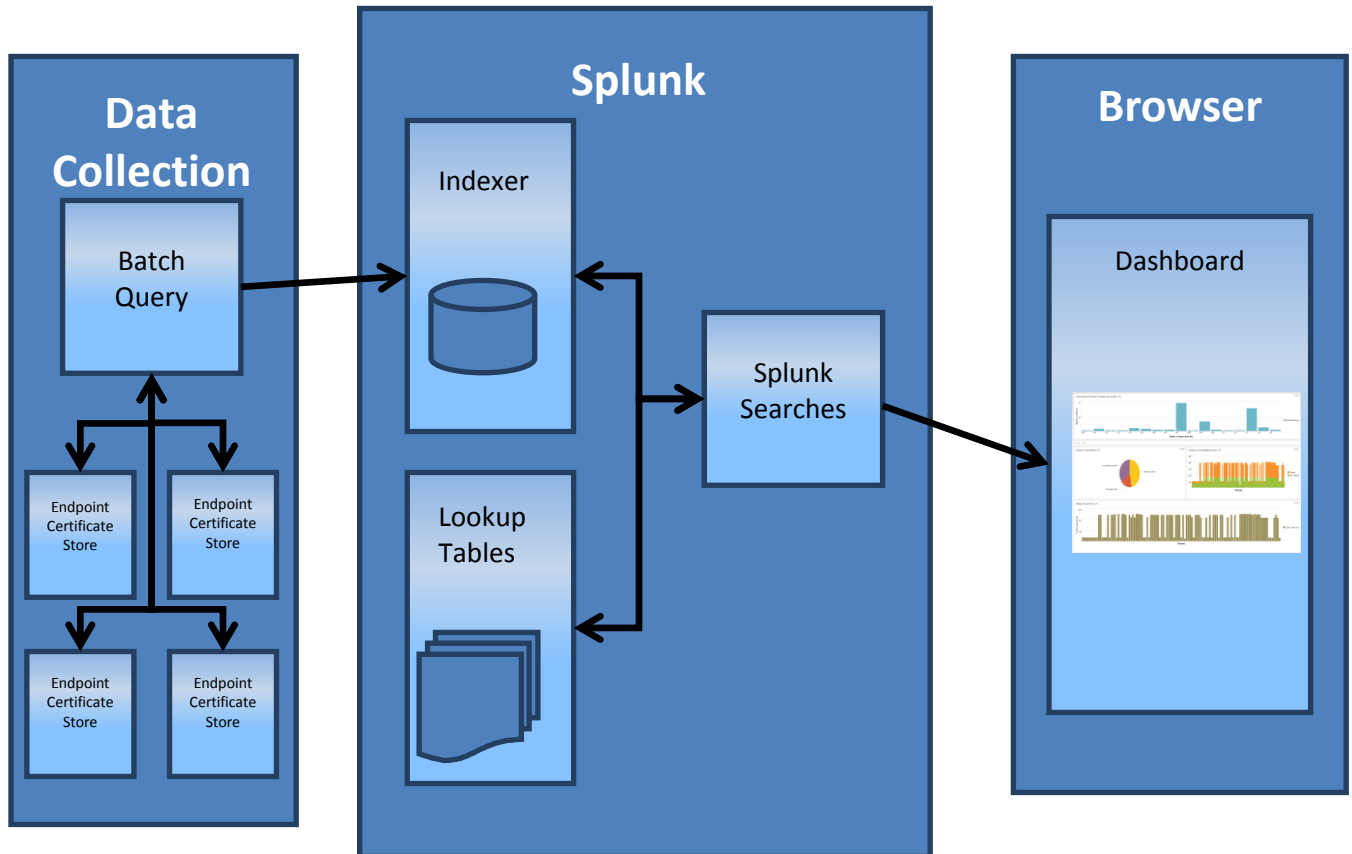 Data
Collection
Batch
Query
Endpoint
Certificate
Store
Endpoint
Certificate
Store
Endpoint
Certificate
Store
Endpoint
Certificate
Store
Splunk
Indexer
Lookup
Tables
Splunk
Searches
Browser
Dashboard